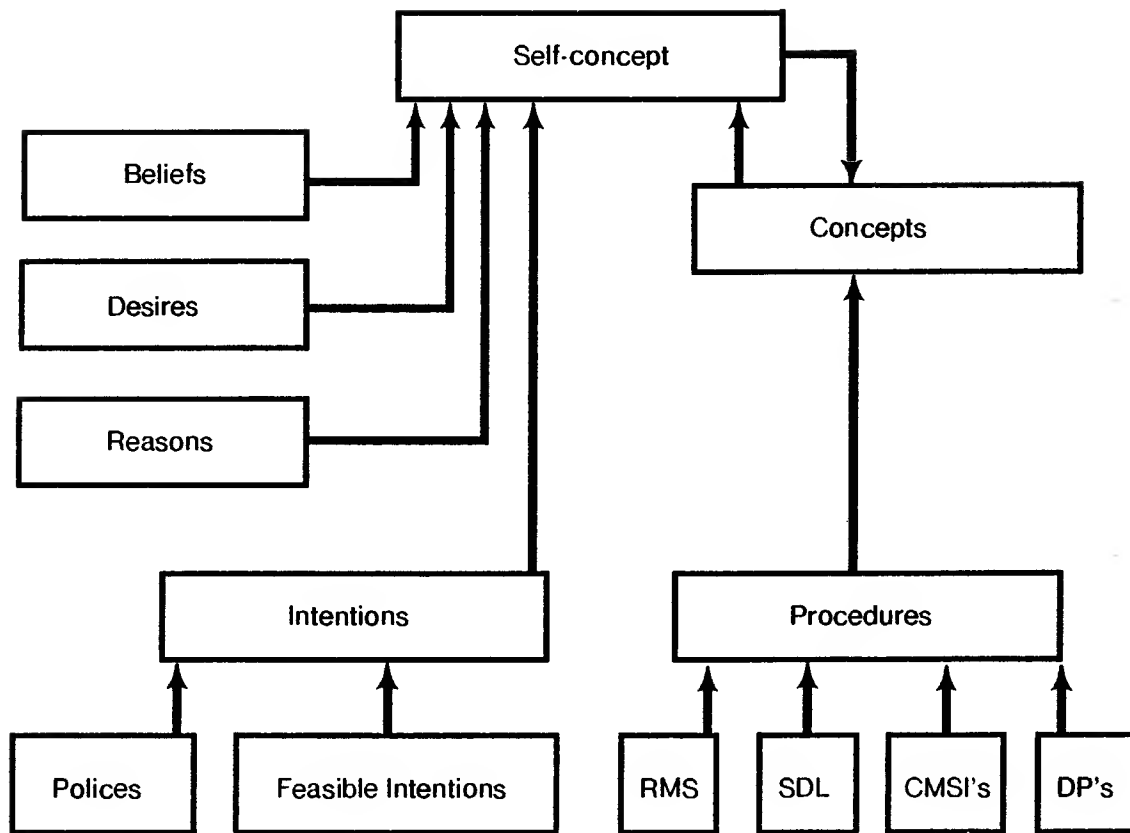 Self-concept
Beliefs
Concepts
Desires
Reasons
Intentions
Procedures
Polices
Feasible Intentions
RMS
SDL
CMSI's
DP's